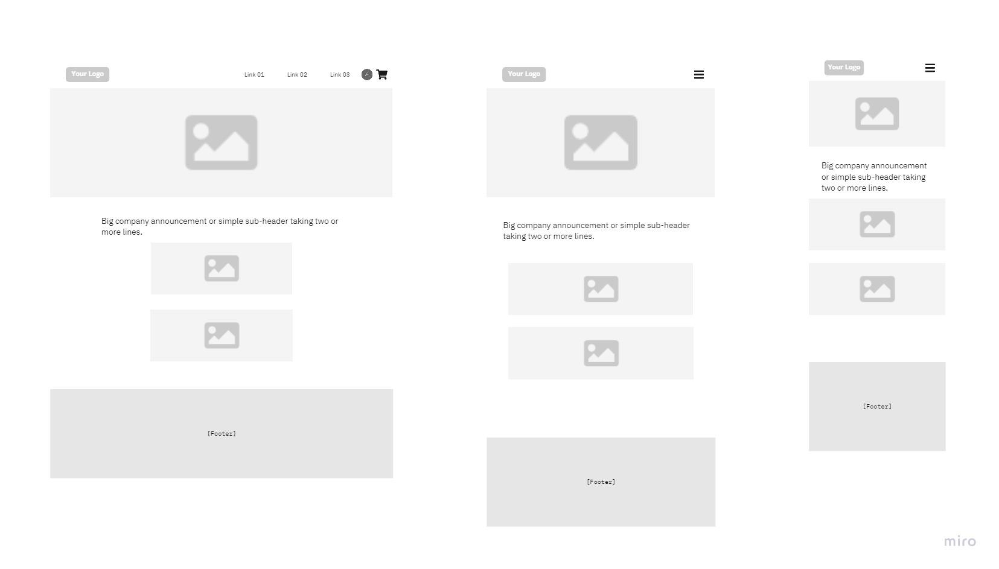 Your Logo
Link 01
Link 02
Link 03
Big company announcement or simple sub-header taking two or
more lines.
[Footer]
Your Logo
Big company announcement or simple sub-header
taking two or more lines.
[Footer]
Your Logo
Big company announcement
or simple sub-header taking
two or more lines.
[Footer]
miro